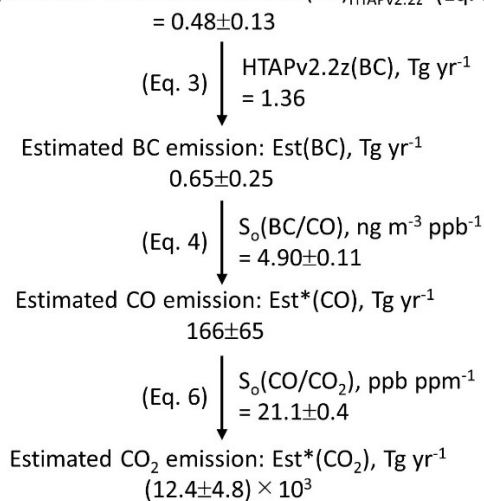 = 0.48±0.13
(Eq. 3)
HTAPv2.2z(BC), Tg yr⁻¹
= 1.36
Estimated BC emission: Est(BC), Tg yr⁻¹
0.65±0.25
(Eq. 4)
Sₒ(BC/CO), ng m⁻³ ppb⁻¹
= 4.90±0.11
Estimated CO emission: Est*(CO), Tg yr⁻¹
166±65
(Eq. 6)
Sₒ(CO/CO₂), ppb ppm⁻¹
= 21.1±0.4
Estimated CO₂ emission: Est*(CO₂), Tg yr⁻¹
(12.4±4.8) × 10³